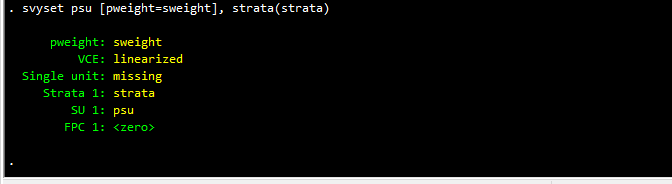 . svyset psu [pweight=sweight], strata(strata)
pweight: sweight
VCE: linearized
Single unit: missing
Strata 1: strata
SU 1: psu
FPC 1: <zero>
.